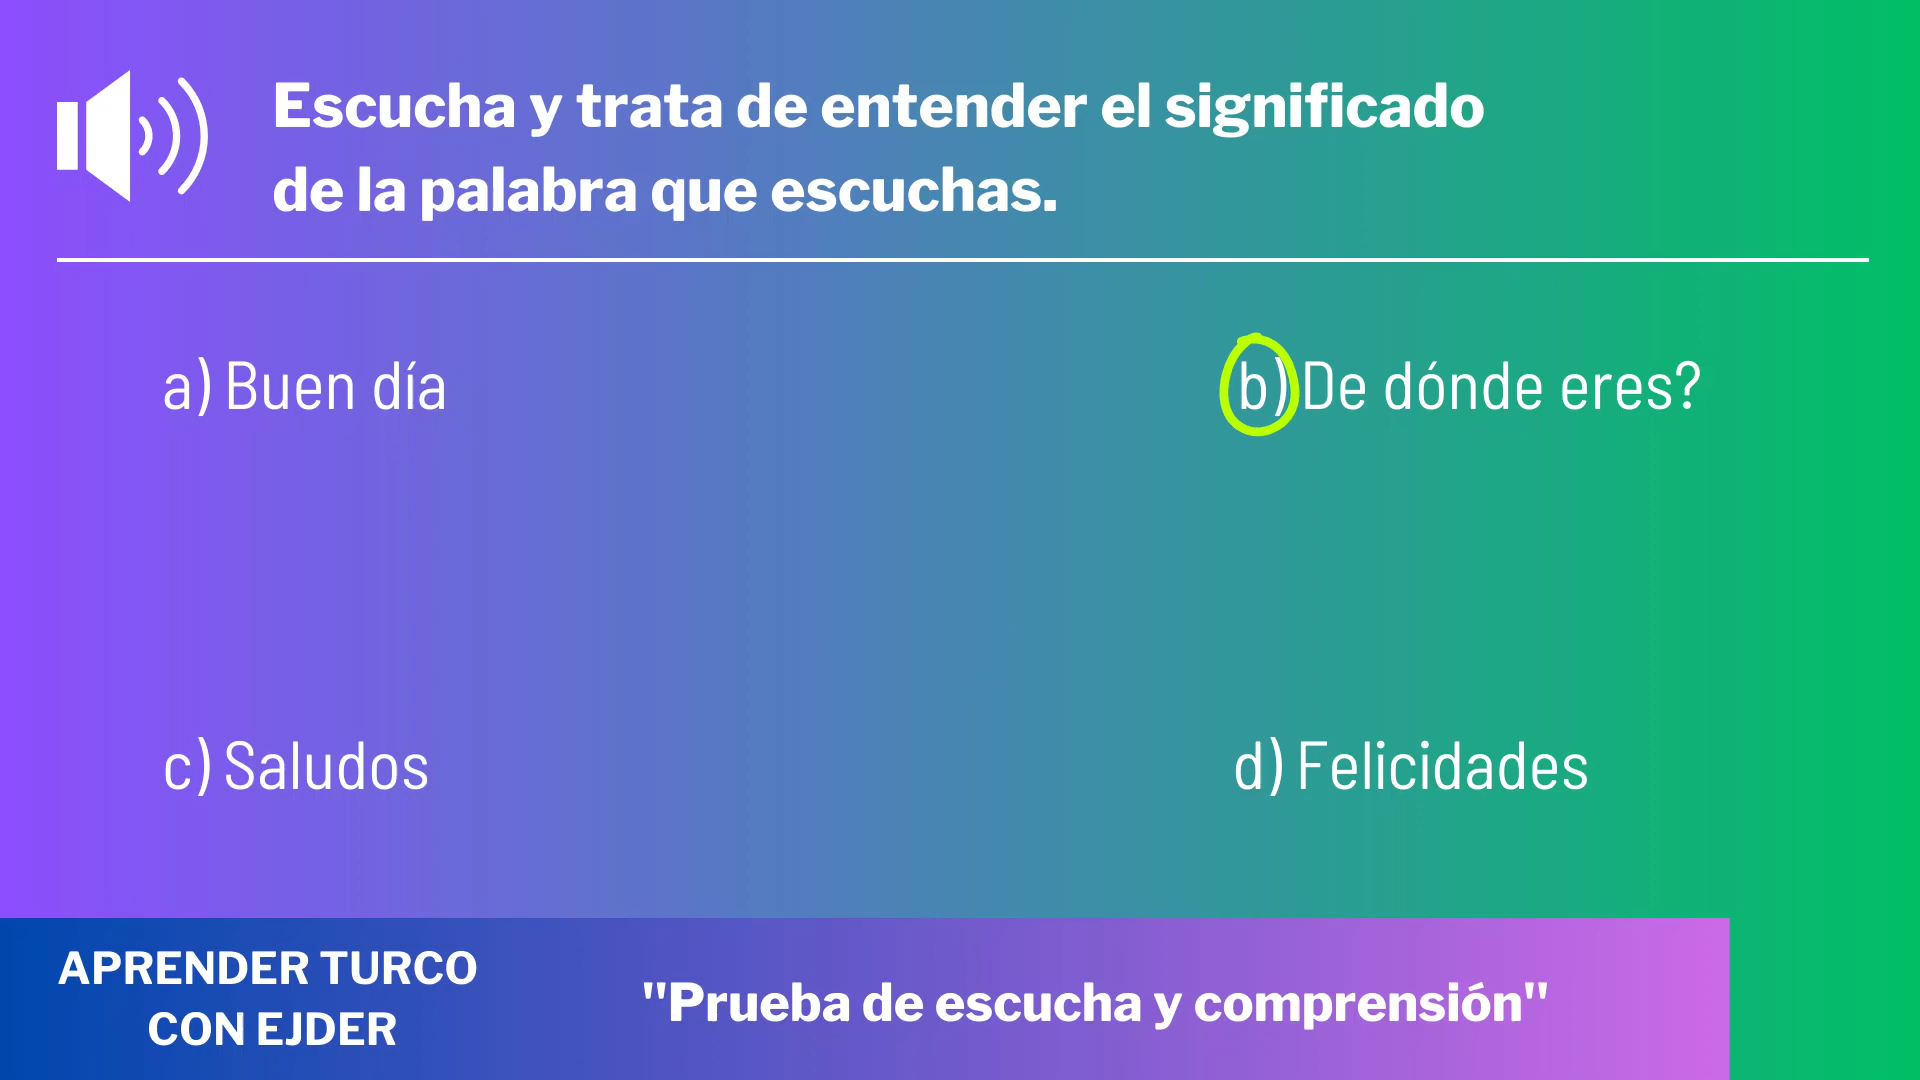 Escucha y trata de entender el significado
de la palabra que escuchas.
a) Buen día
b) De dónde eres?
c) Saludos
d) Felicidades
APRENDER TURCO
CON EJDER
"Prueba de escucha y comprensión"